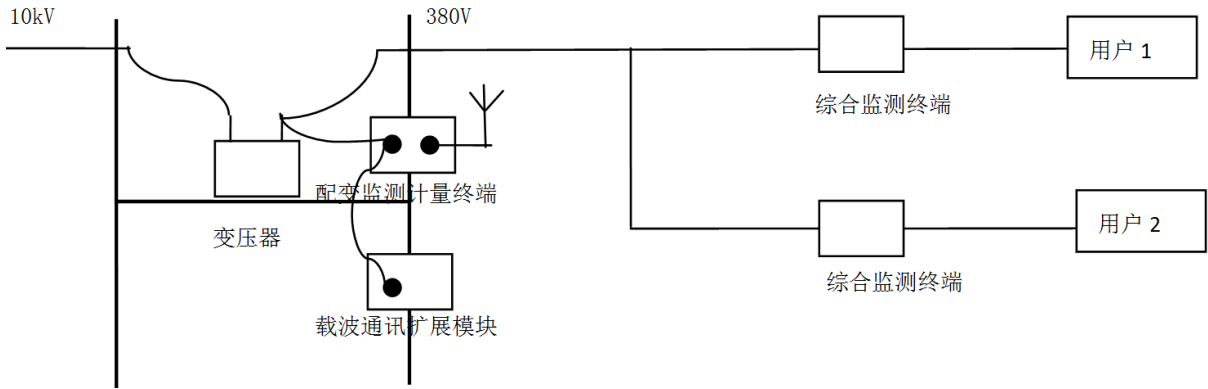 10kV
380V
用户 1
综合监测终端
配变监测计量终端
变压器
用户 2
综合监测终端
载波通讯扩展模块